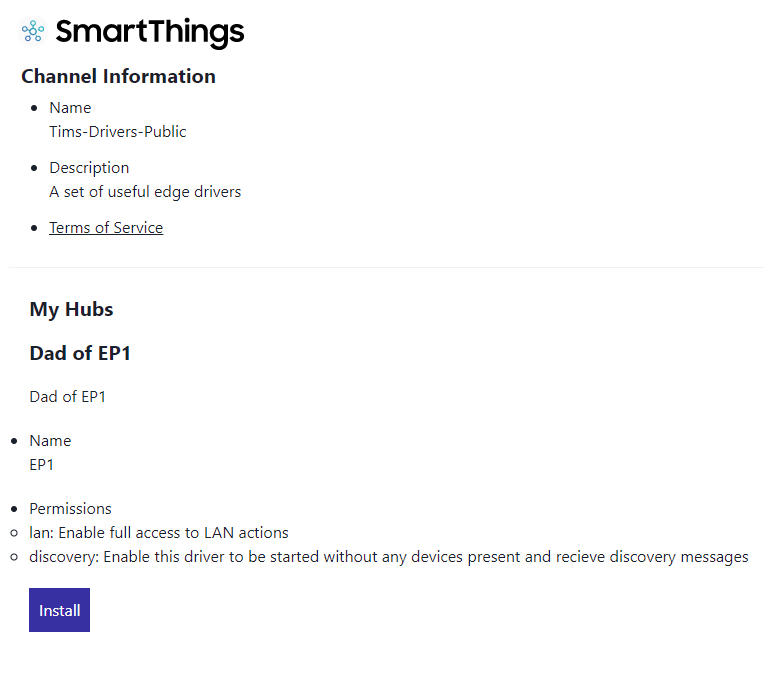 SmartThings
Channel Information
Name
Tims-Drivers-Public
Description
A set of useful edge drivers
Terms of Service
My Hubs
Dad of EP1
Dad of EP1
Name
EP1
Permissions
lan: Enable full access to LAN actions
discovery: Enable this driver to be started without any devices present and recieve discovery messages
Install